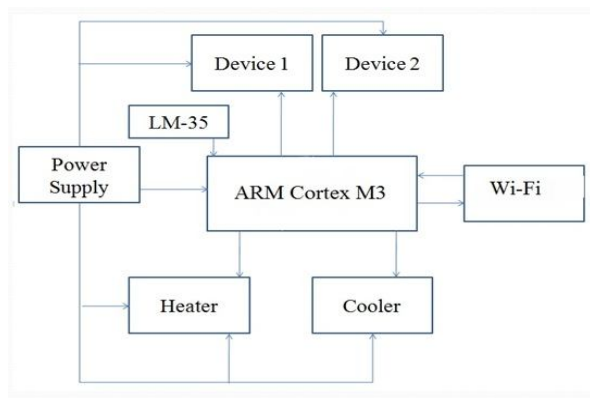 Device 1
Device 2
LM-35
Power
Supply
ARM Cortex M3
Wi-Fi
Heater
Cooler